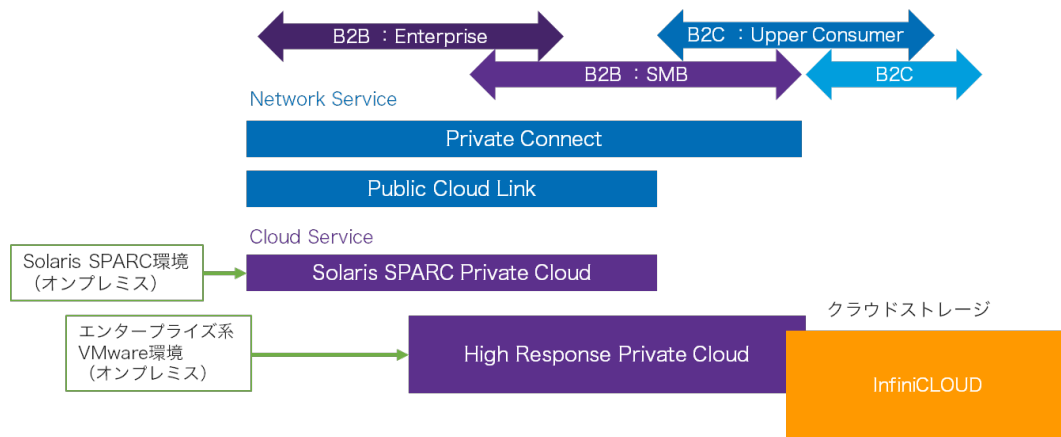 B2B ：Enterprise
B2C ：Upper Consumer
B2B ：SMB
B2C
Network Service
Private Connect
Public Cloud Link
Cloud Service
Solaris SPARC環境
（オンプレミス）
Solaris SPARC Private Cloud
エンタープライズ系
VMware環境
（オンプレミス）
High Response Private Cloud
クラウドストレージ
InfiniCLOUD